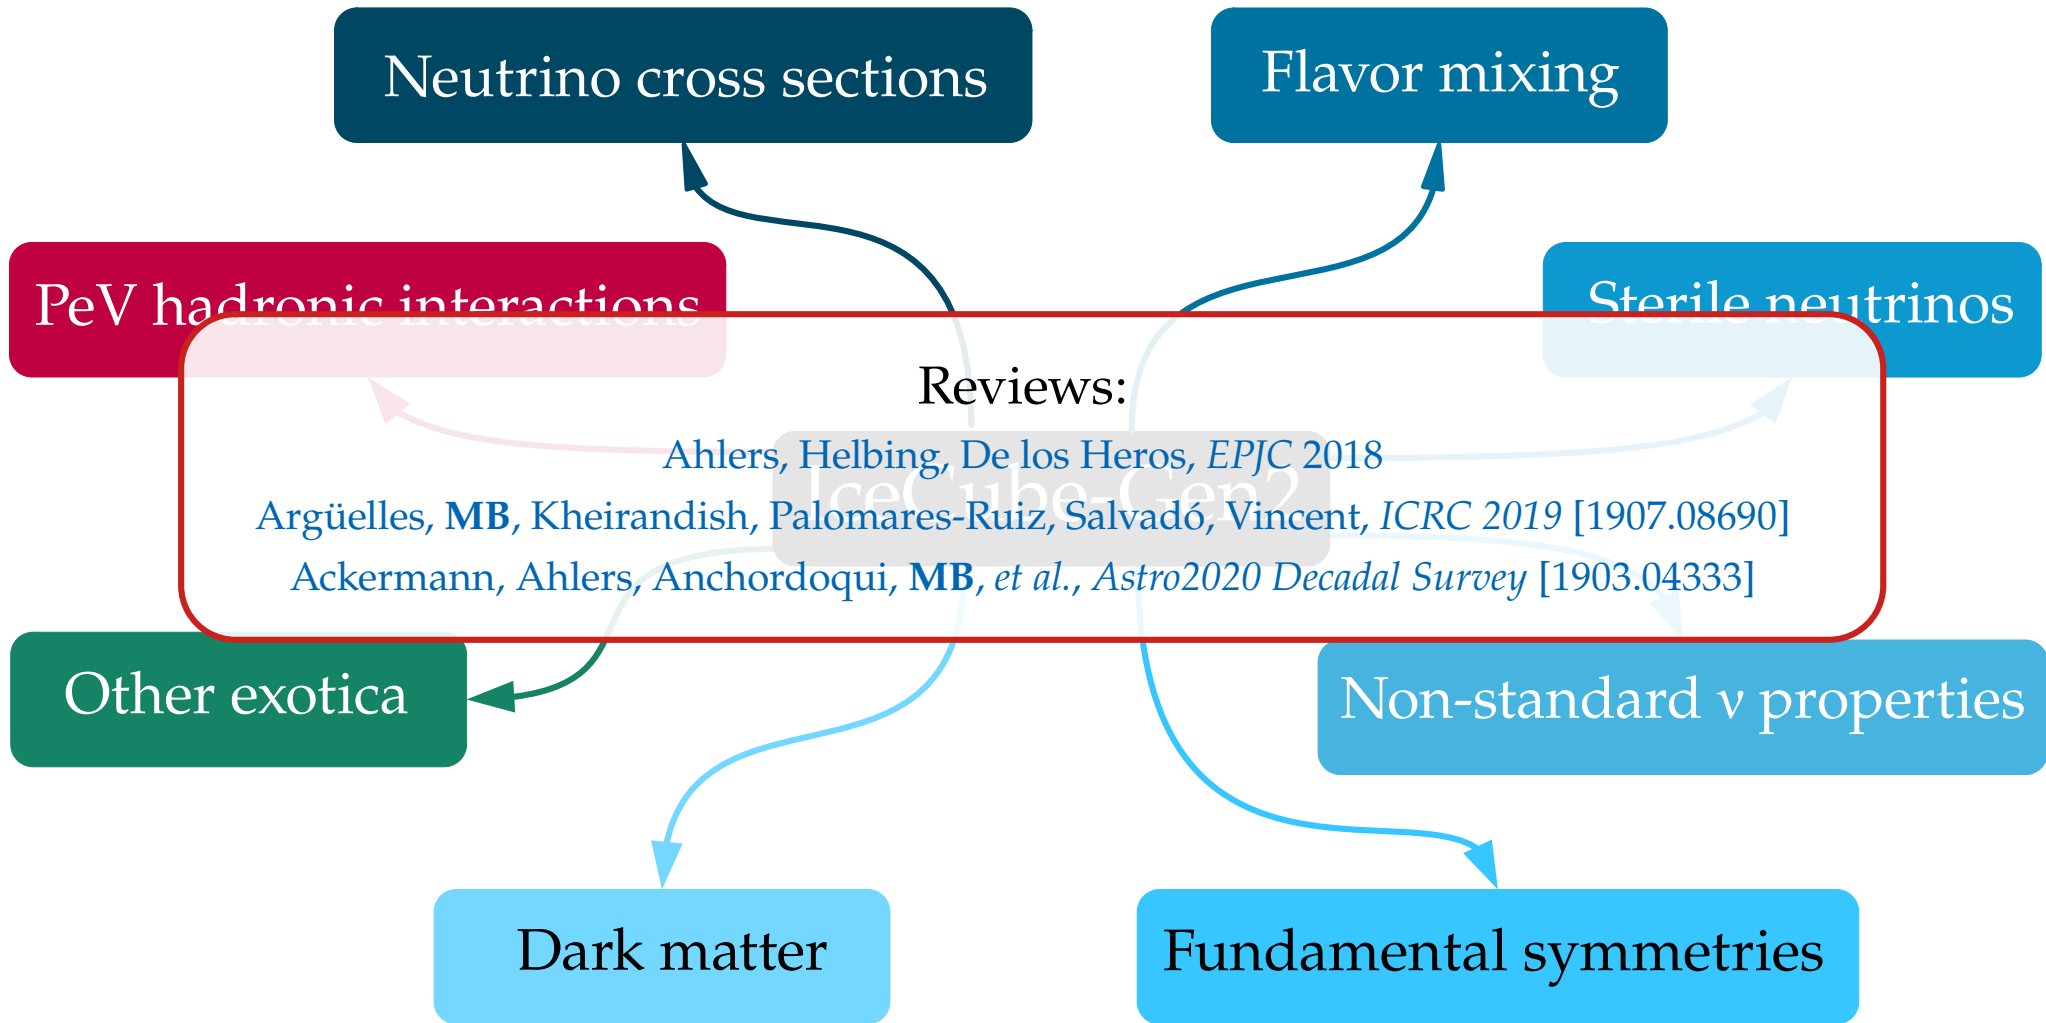 Neutrino cross sections
Flavor mixing
PeV hadronic interactions
Sterile neutrinos
Reviews:
Ahlers, Helbing, De los Heros, EPJC 2018
IceCube-Gen2
Argüelles, MB, Kheirandish, Palomares-Ruiz, Salvadó, Vincent, ICRC 2019 [1907.08690]
Ackermann, Ahlers, Anchordoqui, MB, et al., Astro2020 Decadal Survey [1903.04333]
Other exotica
Non-standard ν properties
Dark matter
Fundamental symmetries